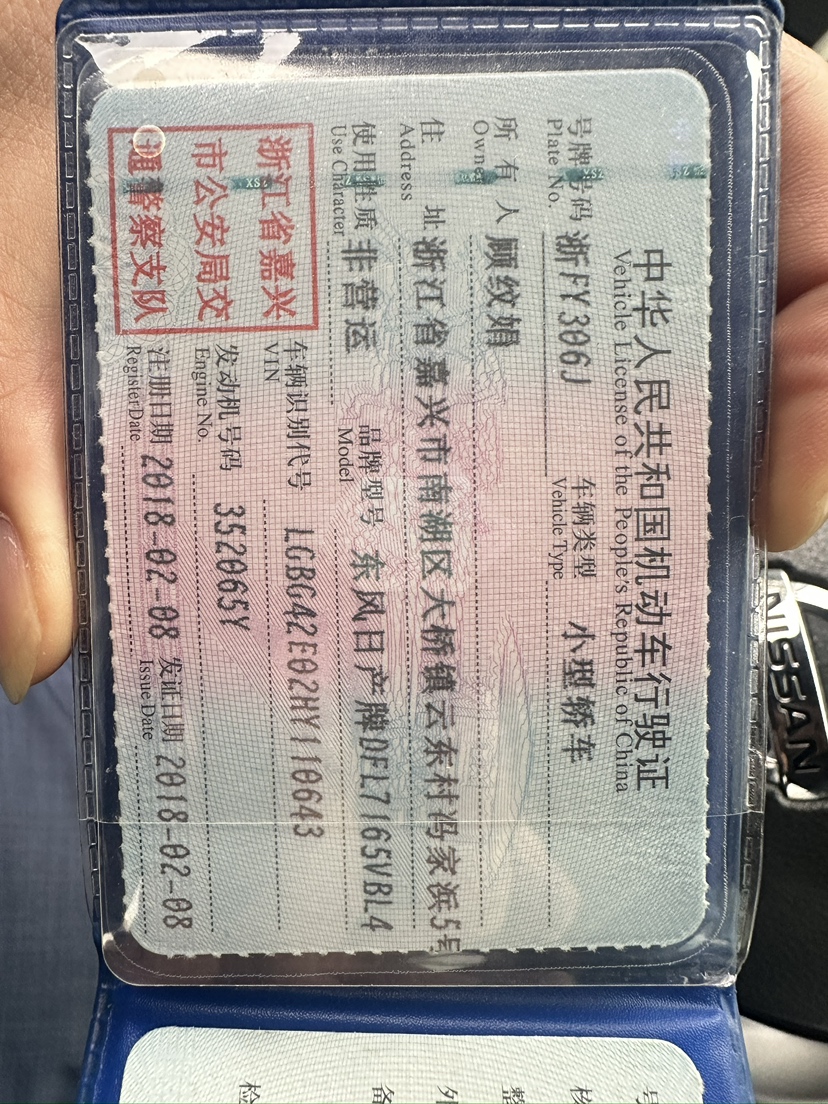 中华人民共和国机动车行驶证
Vehicle License of the People's Republic of China
号牌号码 浙FY306J 车辆类型 小型轿车
Plate No. Vehicle Type
所有人 顾纹娟
Owner
住址 浙江省嘉兴市南湖区大桥镇云东村冯家浜5号
Address
使用性质 非营运 品牌型号 东风日产牌DFL7165VBL4
Use Character Model
浙江省嘉兴
市公安局交
通警察支队
车辆识别代号 LGBG42E02HY110643
VIN
发动机号码 352065Y
Engine No.
注册日期 2018-02-08 发证日期 2018-02-08
Register Date Issue Date
NISSAN
号
核
整
外
备
检